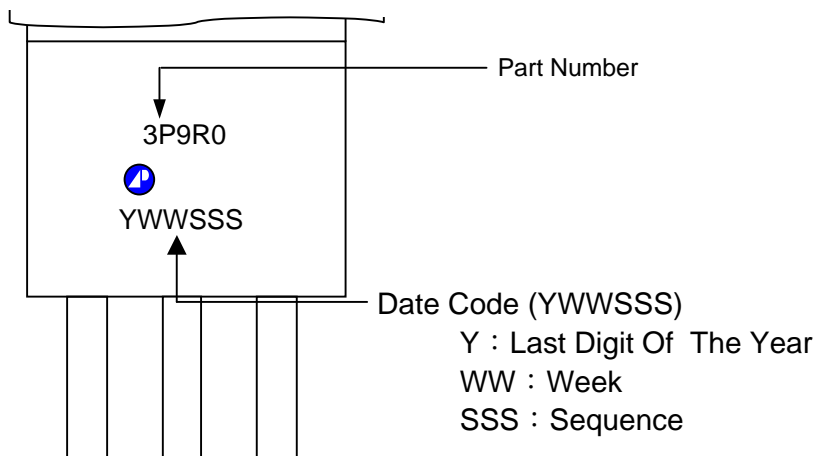 Part Number
3P9R0
YWWSSS
Date Code (YWWSSS)
Y：Last Digit Of The Year
WW：Week
SSS：Sequence